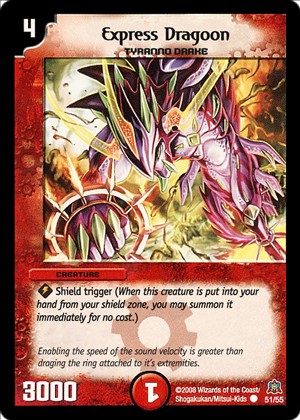 4
Express Dragoon
TYRANNO DRAKE
CREATURE
Shield trigger (When this creature is put into your
hand from your shield zone, you may summon it
immediately for no cost.)
Enabling the speed of sound velocity is greater than
draging the ring attached to it's extremities.
3000
1
©2008 Wizards of the Coast/
Shogakukan/Mitsui-Kids
51/55